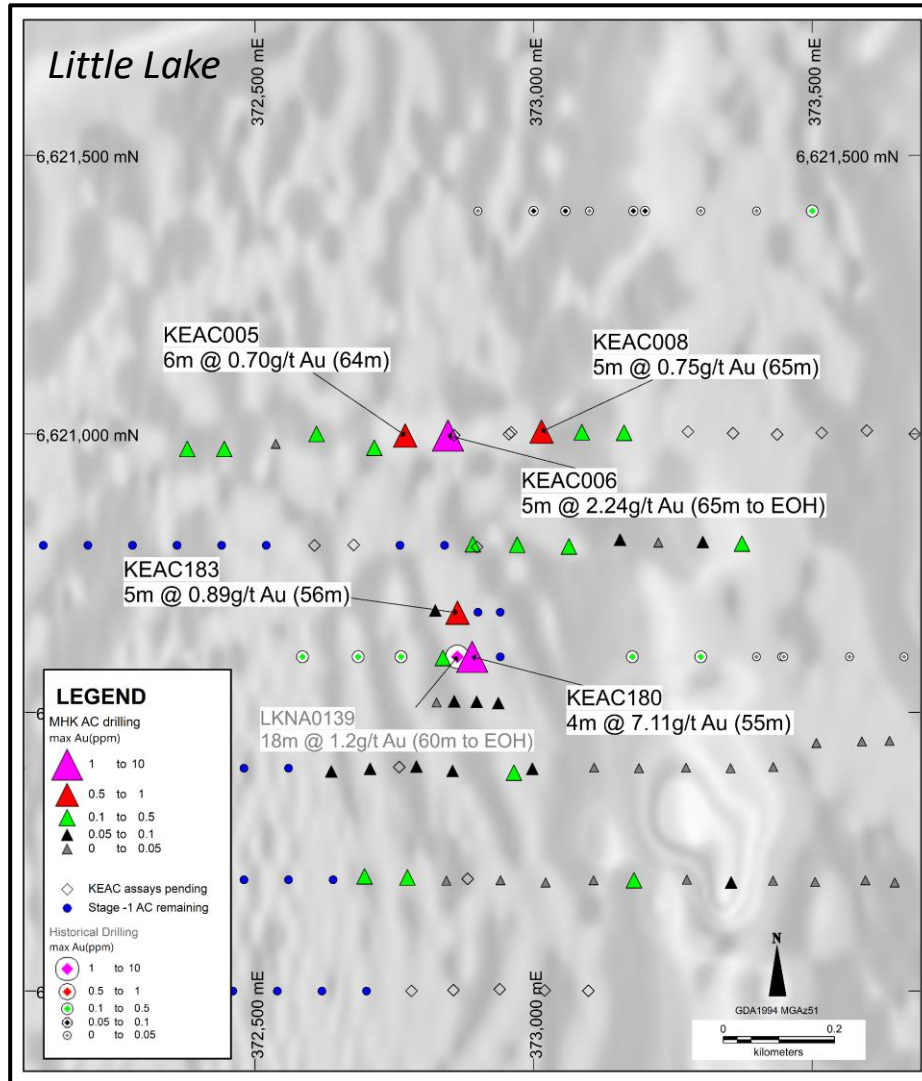 Little Lake
372,500 mE
373,000 mE
373,500 mE
6,621,500 mN
6,621,500 mN
KEAC005
6m @ 0.70g/t Au (64m)
KEAC008
5m @ 0.75g/t Au (65m)
6,621,000 mN
KEAC006
5m @ 2.24g/t Au (65m to EOH)
KEAC183
5m @ 0.89g/t Au (56m)
KEAC180
4m @ 7.11g/t Au (55m)
LKNA0139
18m @ 1.2g/t Au (60m to EOH)
6,
6,
LEGEND
MHK AC drilling
max Au(ppm)
1 to 10
0.5 to 1
0.1 to 0.5
0.05 to 0.1
0 to 0.05
KEAC assays pending
Stage -1 AC remaining
Historical Drilling
max Au(ppm)
1 to 10
0.5 to 1
0.1 to 0.5
0.05 to 0.1
0 to 0.05
372,500 mE
373,000 mE
N
GDA1994 MGAz51
0 0.2
kilometers